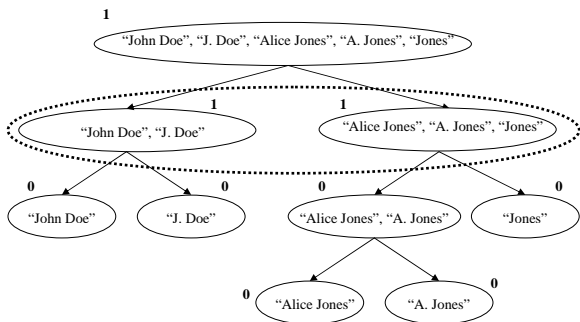 1
“John Doe”, “J. Doe”, “Alice Jones”, “A. Jones”, “Jones”
1
1
“John Doe”, “J. Doe”
“Alice Jones”, “A. Jones”, “Jones”
0
0
0
0
“John Doe”
“J. Doe”
“Alice Jones”, “A. Jones”
“Jones”
0
0
“Alice Jones”
“A. Jones”